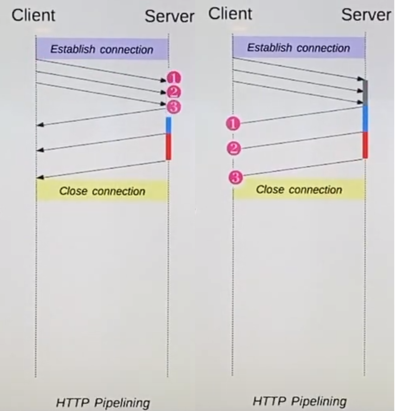 Client Server
Establish connection
1
2
3
Close connection
HTTP Pipelining
Client Server
Establish connection
1
2
3
Close connection
HTTP Pipelining